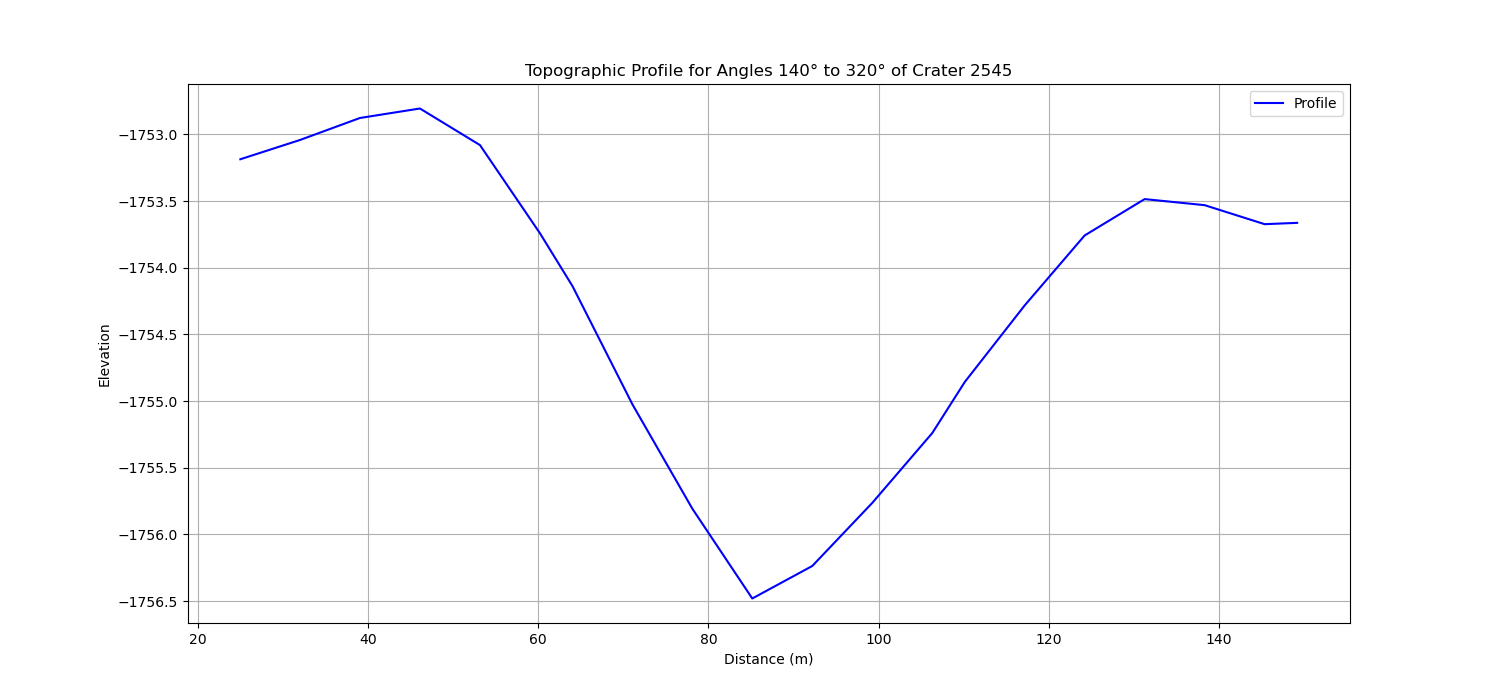 Topographic Profile for Angles 140° to 320° of Crater 2545
Profile
−1753.0
−1753.5
−1754.0
−1754.5
−1755.0
−1755.5
−1756.0
−1756.5
Elevation
20 40 60 80 100 120 140
Distance (m)